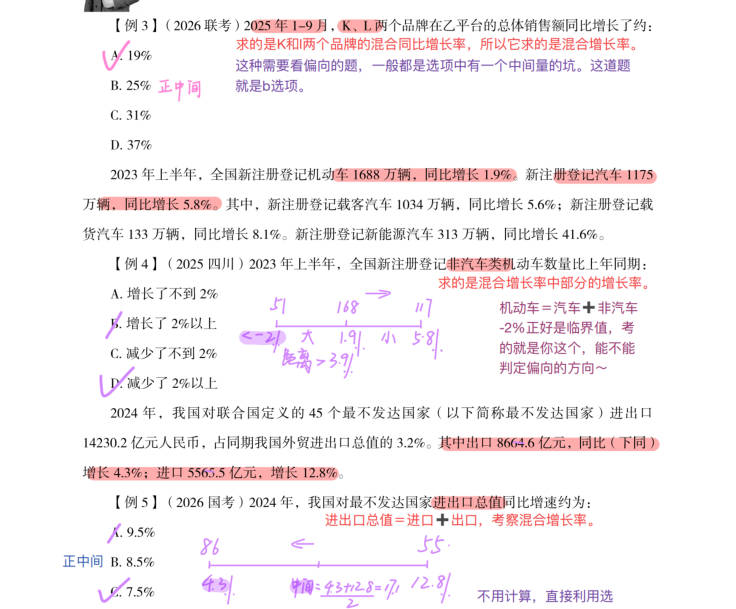 【例 3】（2026 联考）2025 年 1-9 月，K、L 两个品牌在乙平台的总体销售额同比增长了约：
求的是K和l两个品牌的混合同比增长率，所以它求的是混合增长率。
A. 19%
这种需要看偏向的题，一般都是选项中有一个中间量的坑。这道题
B. 25% 正中间
就是b选项。
C. 31%
D. 37%
2023 年上半年，全国新注册登记机动车 1688 万辆，同比增长 1.9%。新注册登记汽车 1175
万辆，同比增长 5.8%。其中，新注册登记载客汽车 1034 万辆，同比增长 5.6%；新注册登记载
货汽车 133 万辆，同比增长 8.1%。新注册登记新能源汽车 313 万辆，同比增长 41.6%。
【例 4】（2025 四川）2023 年上半年，全国新注册登记非汽车类机动车数量比上年同期：
求的是混合增长率中部分的增长率。
A. 增长了不到 2%
51 168 117
机动车＝汽车➕非汽车
B. 增长了 2%以上
-2%正好是临界值，考
<-2% 大 1.9% 小 5.8%
的就是你这个，能不能
C. 减少了不到 2%
距离>3.9%
判定偏向的方向～
D. 减少了 2%以上
2024 年，我国对联合国定义的 45 个最不发达国家（以下简称最不发达国家）进出口
14230.2 亿元人民币，占同期我国外贸进出口总值的 3.2%。其中出口 8664.6 亿元，同比（下同）
增长 4.3%；进口 5565.5 亿元，增长 12.8%。
【例 5】（2026 国考）2024 年，我国对最不发达国家进出口总值同比增速约为：
进出口总值＝进口➕出口，考察混合增长率。
A. 9.5%
86 55
正中间 B. 8.5%
4.3% 中间=4.3+12.8/2=17.1 12.8%
C. 7.5%
不用计算，直接利用选